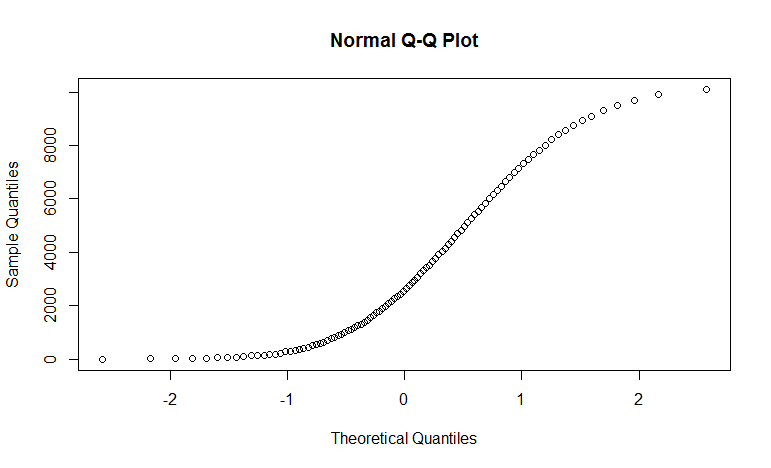 Normal Q-Q Plot
Sample Quantiles
8000
6000
4000
2000
0
-2 -1 0 1 2
Theoretical Quantiles